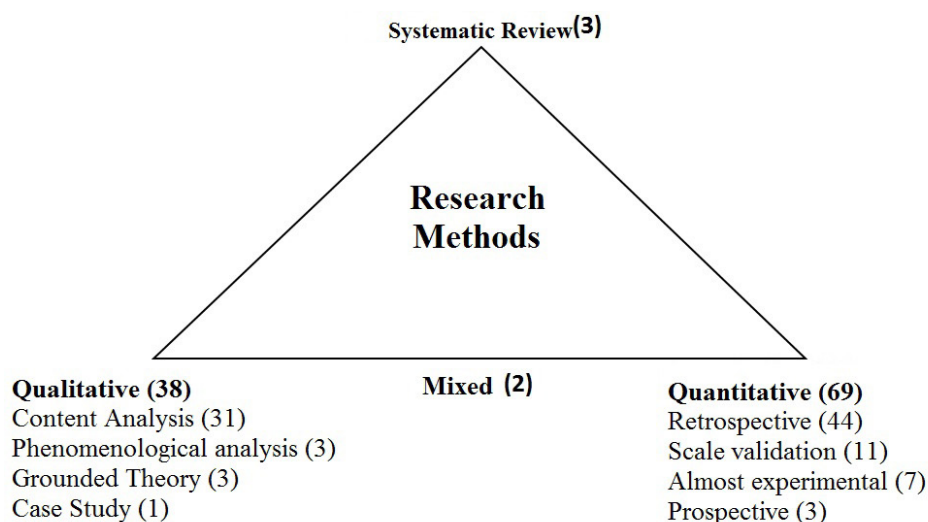 Systematic Review(3)
Research
Methods
Mixed (2)
Qualitative (38)
Content Analysis (31)
Phenomenological analysis (3)
Grounded Theory (3)
Case Study (1)
Quantitative (69)
Retrospective (44)
Scale validation (11)
Almost experimental (7)
Prospective (3)